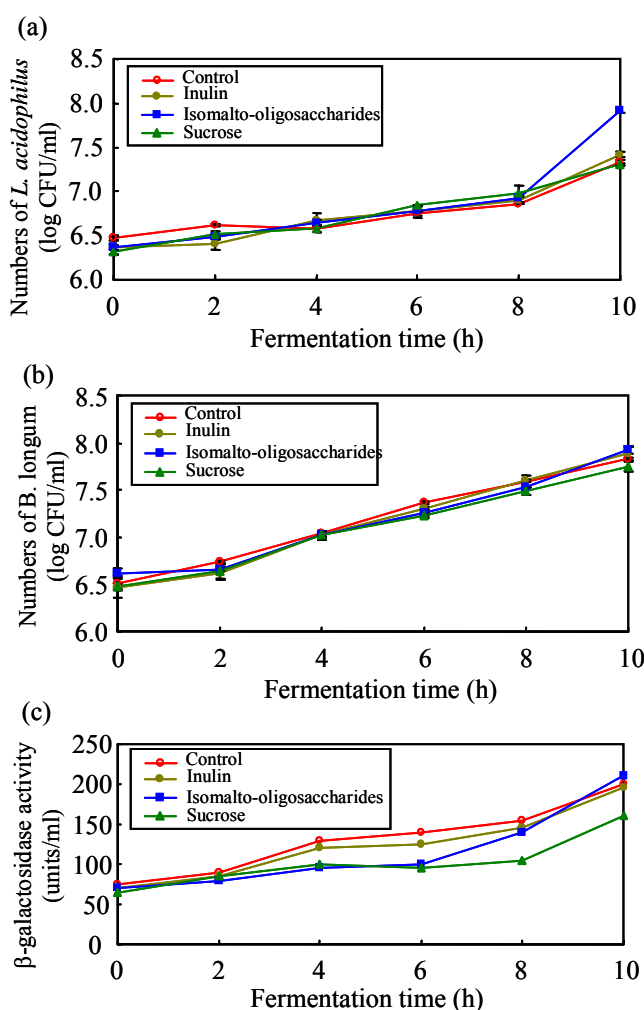 (a)
8.5
8.0
7.5
7.0
6.5
6.0
Numbers of L. acidophilus
(log CFU/ml)
Control
Inulin
Isomalto-oligosaccharides
Sucrose
0 2 4 6 8 10
Fermentation time (h)
(b)
8.5
8.0
7.5
7.0
6.5
6.0
Numbers of B. longum
(log CFU/ml)
Control
Inulin
Isomalto-oligosaccharides
Sucrose
0 2 4 6 8 10
Fermentation time (h)
(c)
250
200
150
100
50
0
β-galactosidase activity
(units/ml)
Control
Inulin
Isomalto-oligosaccharides
Sucrose
0 2 4 6 8 10
Fermentation time (h)